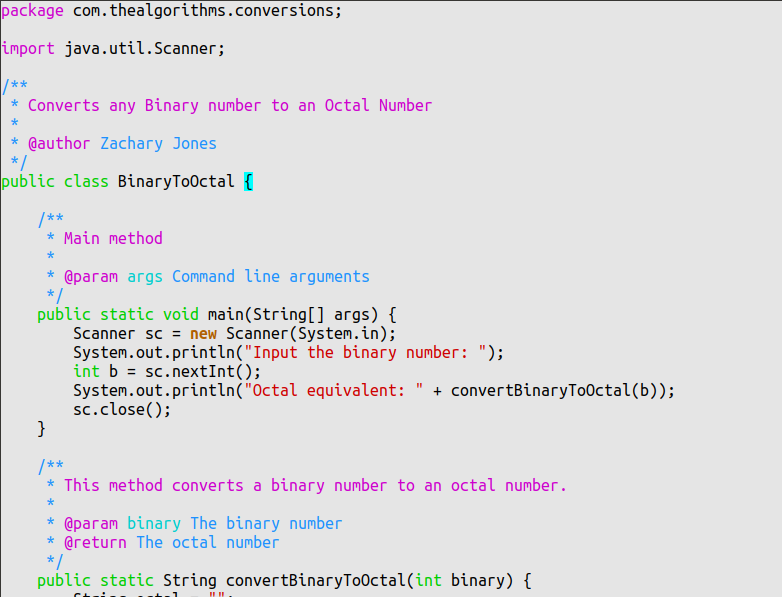 package com.thealgorithms.conversions;
import java.util.Scanner;
/**
 * Converts any Binary number to an Octal Number
 *
 * @author Zachary Jones
 */
public class BinaryToOctal {
    /**
     * Main method
     *
     * @param args Command line arguments
     */
    public static void main(String[] args) {
        Scanner sc = new Scanner(System.in);
        System.out.println("Input the binary number: ");
        int b = sc.nextInt();
        System.out.println("Octal equivalent: " + convertBinaryToOctal(b));
        sc.close();
    }
    /**
     * This method converts a binary number to an octal number.
     *
     * @param binary The binary number
     * @return The octal number
     */
    public static String convertBinaryToOctal(int binary) {
        String octal = "";